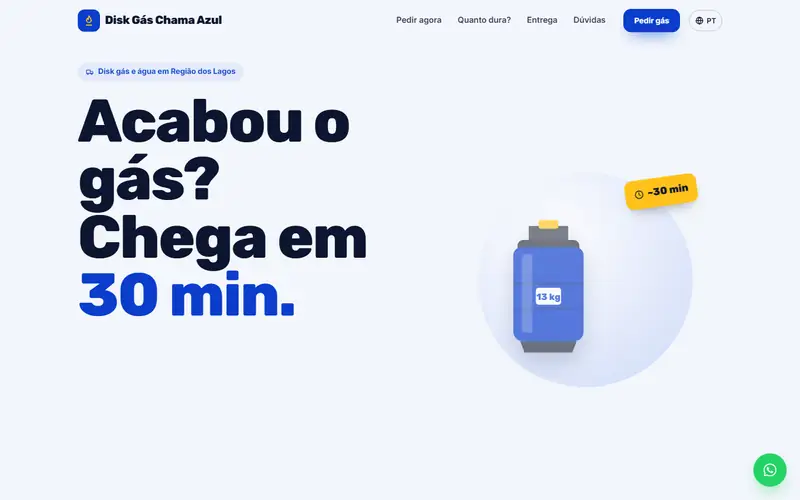 Disk Gás Chama Azul
Pedir agora
Quanto dura?
Entrega
Dúvidas
Pedir gás
PT
Disk gás e água em Região dos Lagos
Acabou o
gás?
Chega em
30 min.
~30 min
13 kg